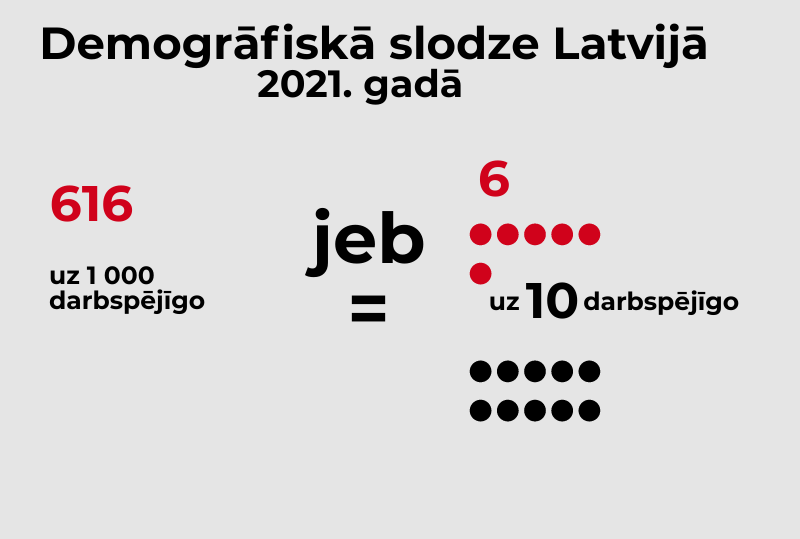 Demogrāfiskā slodze Latvijā
2021. gadā
616
uz 1 000
darbspējīgo
jeb
=
6
uz 10 darbspējīgo